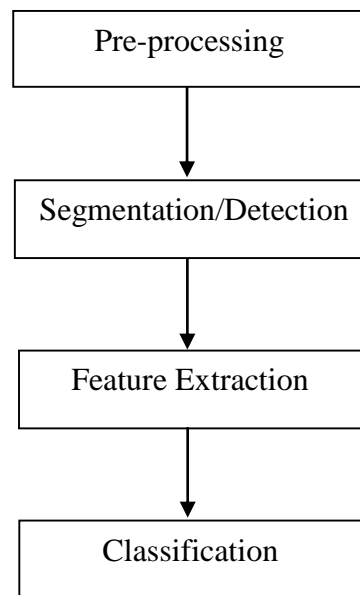 Pre-processing
Segmentation/Detection
Feature Extraction
Classification